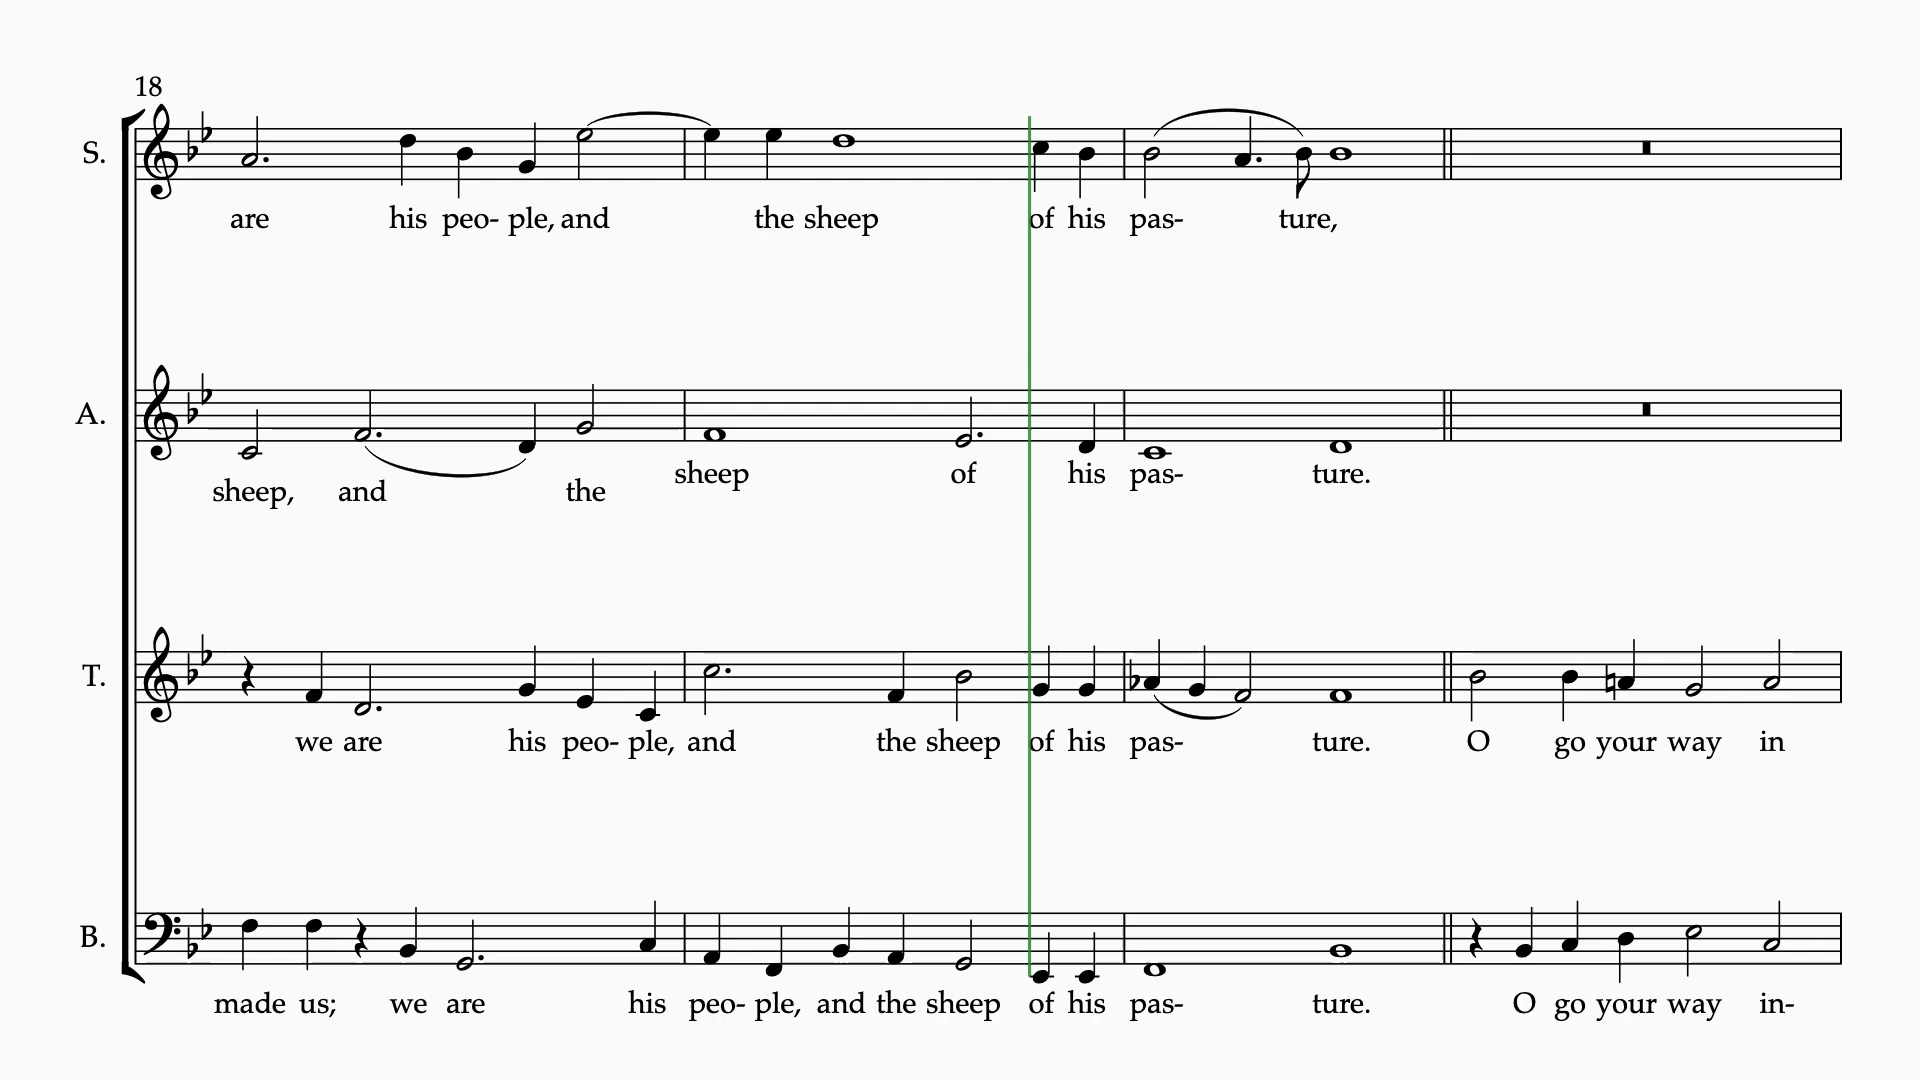 18
S.
are his peo- ple, and the sheep of his pas- ture,
A.
sheep, and the sheep of his pas- ture.
T.
we are his peo- ple, and the sheep of his pas- ture. O go your way in
B.
made us; we are his peo- ple, and the sheep of his pas- ture. O go your way in-